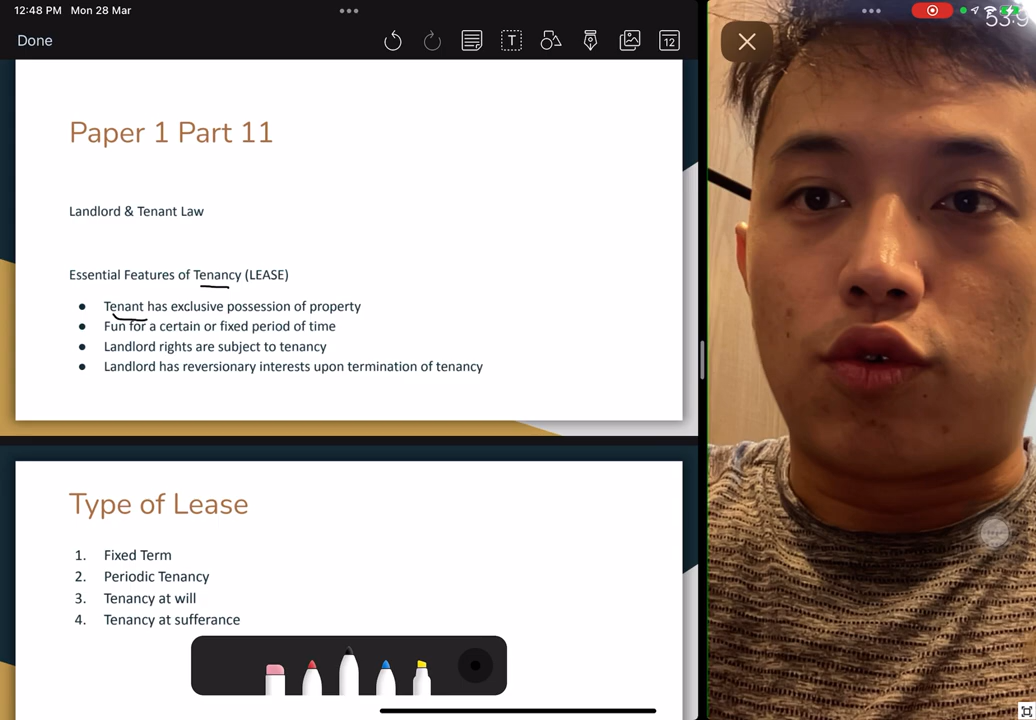 12:48 PM Mon 28 Mar
Done
T
12
Paper 1 Part 11
Landlord & Tenant Law
Essential Features of Tenancy (LEASE)
● Tenant has exclusive possession of property
● Fun for a certain or fixed period of time
● Landlord rights are subject to tenancy
● Landlord has reversionary interests upon termination of tenancy
Type of Lease
1. Fixed Term
2. Periodic Tenancy
3. Tenancy at will
4. Tenancy at sufferance